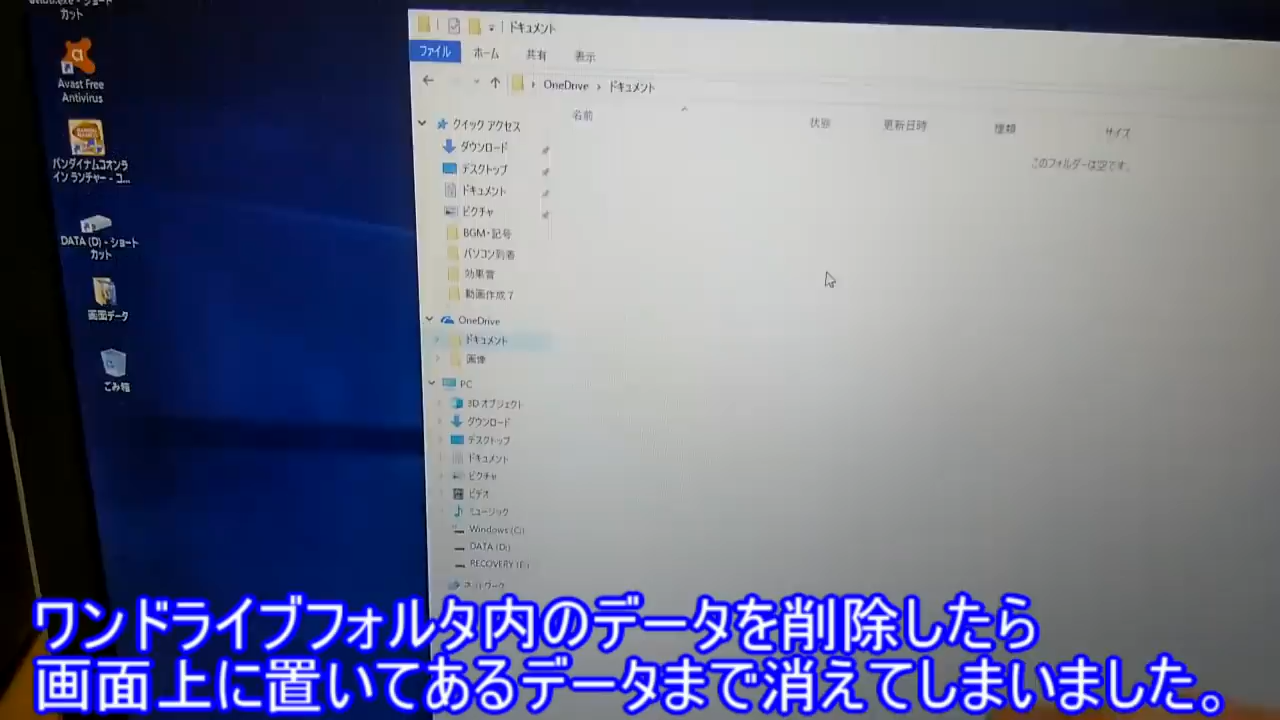 カット
Avast Free
Antivirus
バンダイナムコオンラ
イン ランチャー - コ...
DATA (D) - ショート
カット
画面データ
ごみ箱
ドキュメント
ファイル ホーム 共有 表示
OneDrive › ドキュメント
名前 状態 更新日時 種類 サイズ
このフォルダーは空です。
クイック アクセス
ダウンロード
デスクトップ
ドキュメント
ピクチャ
BGM・記号
パソコン到着
効果音
動画作成７
OneDrive
ドキュメント
画像
PC
3D オブジェクト
ダウンロード
デスクトップ
ドキュメント
ピクチャ
ビデオ
ミュージック
Windows (C:)
DATA (D:)
RECOVERY (E:)
ネットワーク
ワンドライブフォルタ内のデータを削除したら
画面上に置いてあるデータまで消えてしまいました。